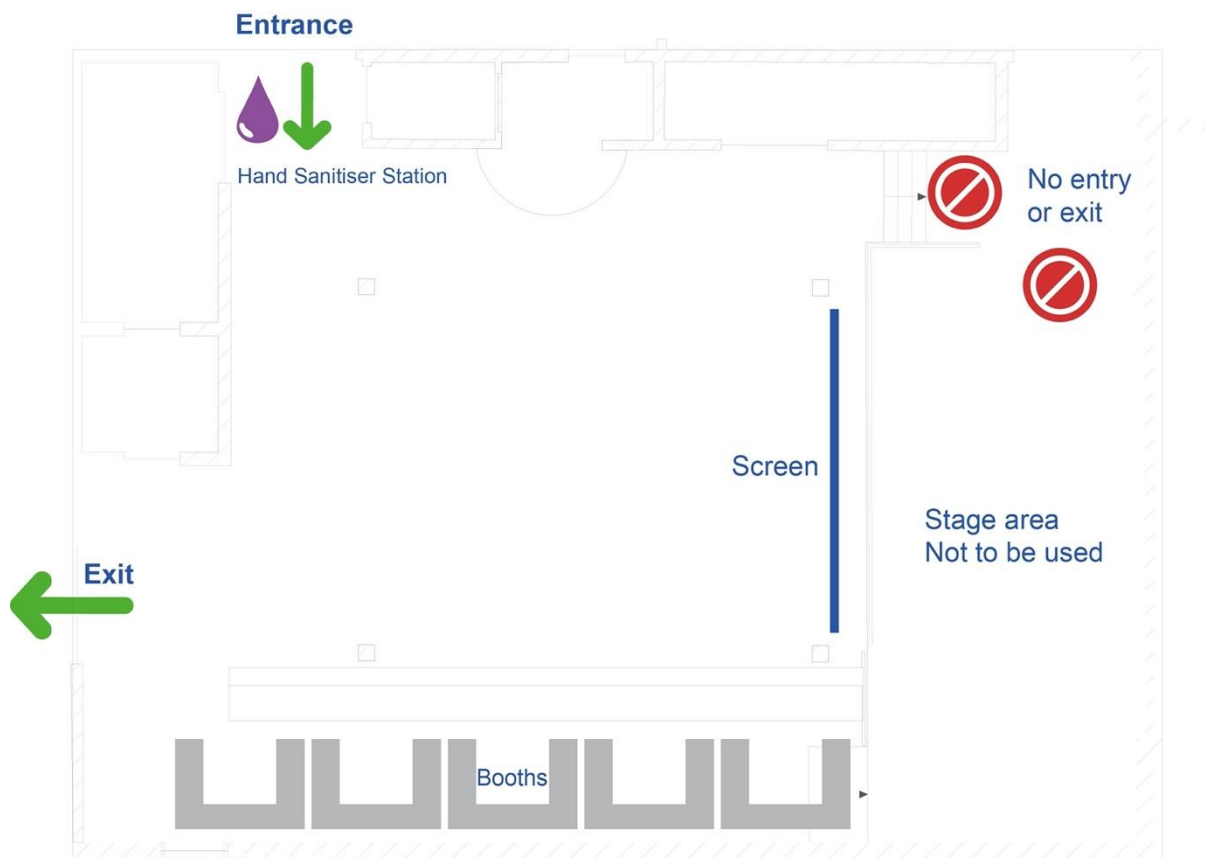 Entrance
Hand Sanitiser Station
No entry
or exit
Screen
Stage area
Not to be used
Exit
Booths